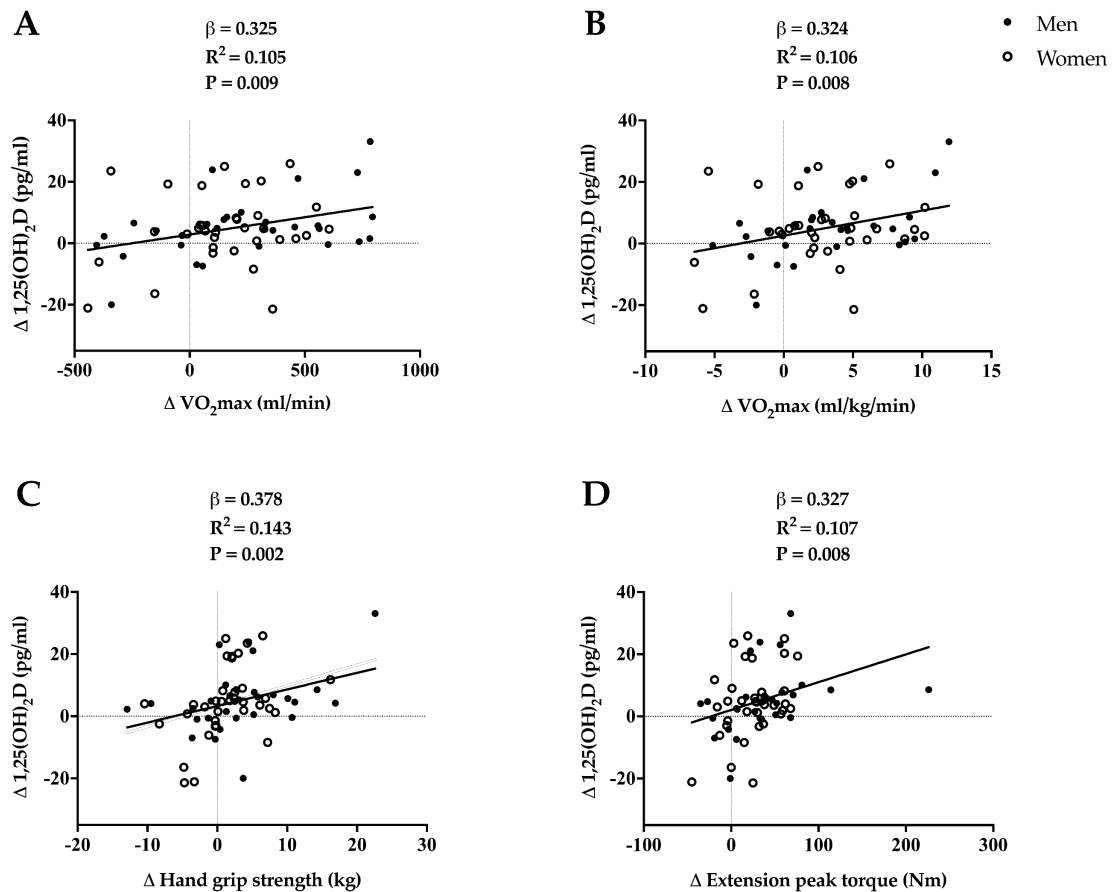 A
β = 0.325
R² = 0.105
P = 0.009
40
20
0
-20
Δ 1,25(OH)₂D (pg/ml)
-500
0
500
1000
Δ VO₂max (ml/min)
B
β = 0.324
R² = 0.106
P = 0.008
40
20
0
-20
Δ 1,25(OH)₂D (pg/ml)
-10
-5
0
5
10
15
Δ VO₂max (ml/kg/min)
Men
Women
C
β = 0.378
R² = 0.143
P = 0.002
40
20
0
-20
Δ 1,25(OH)₂D (pg/ml)
-20
-10
0
10
20
30
Δ Hand grip strength (kg)
D
β = 0.327
R² = 0.107
P = 0.008
40
20
0
-20
Δ 1,25(OH)₂D (pg/ml)
-100
0
100
200
300
Δ Extension peak torque (Nm)